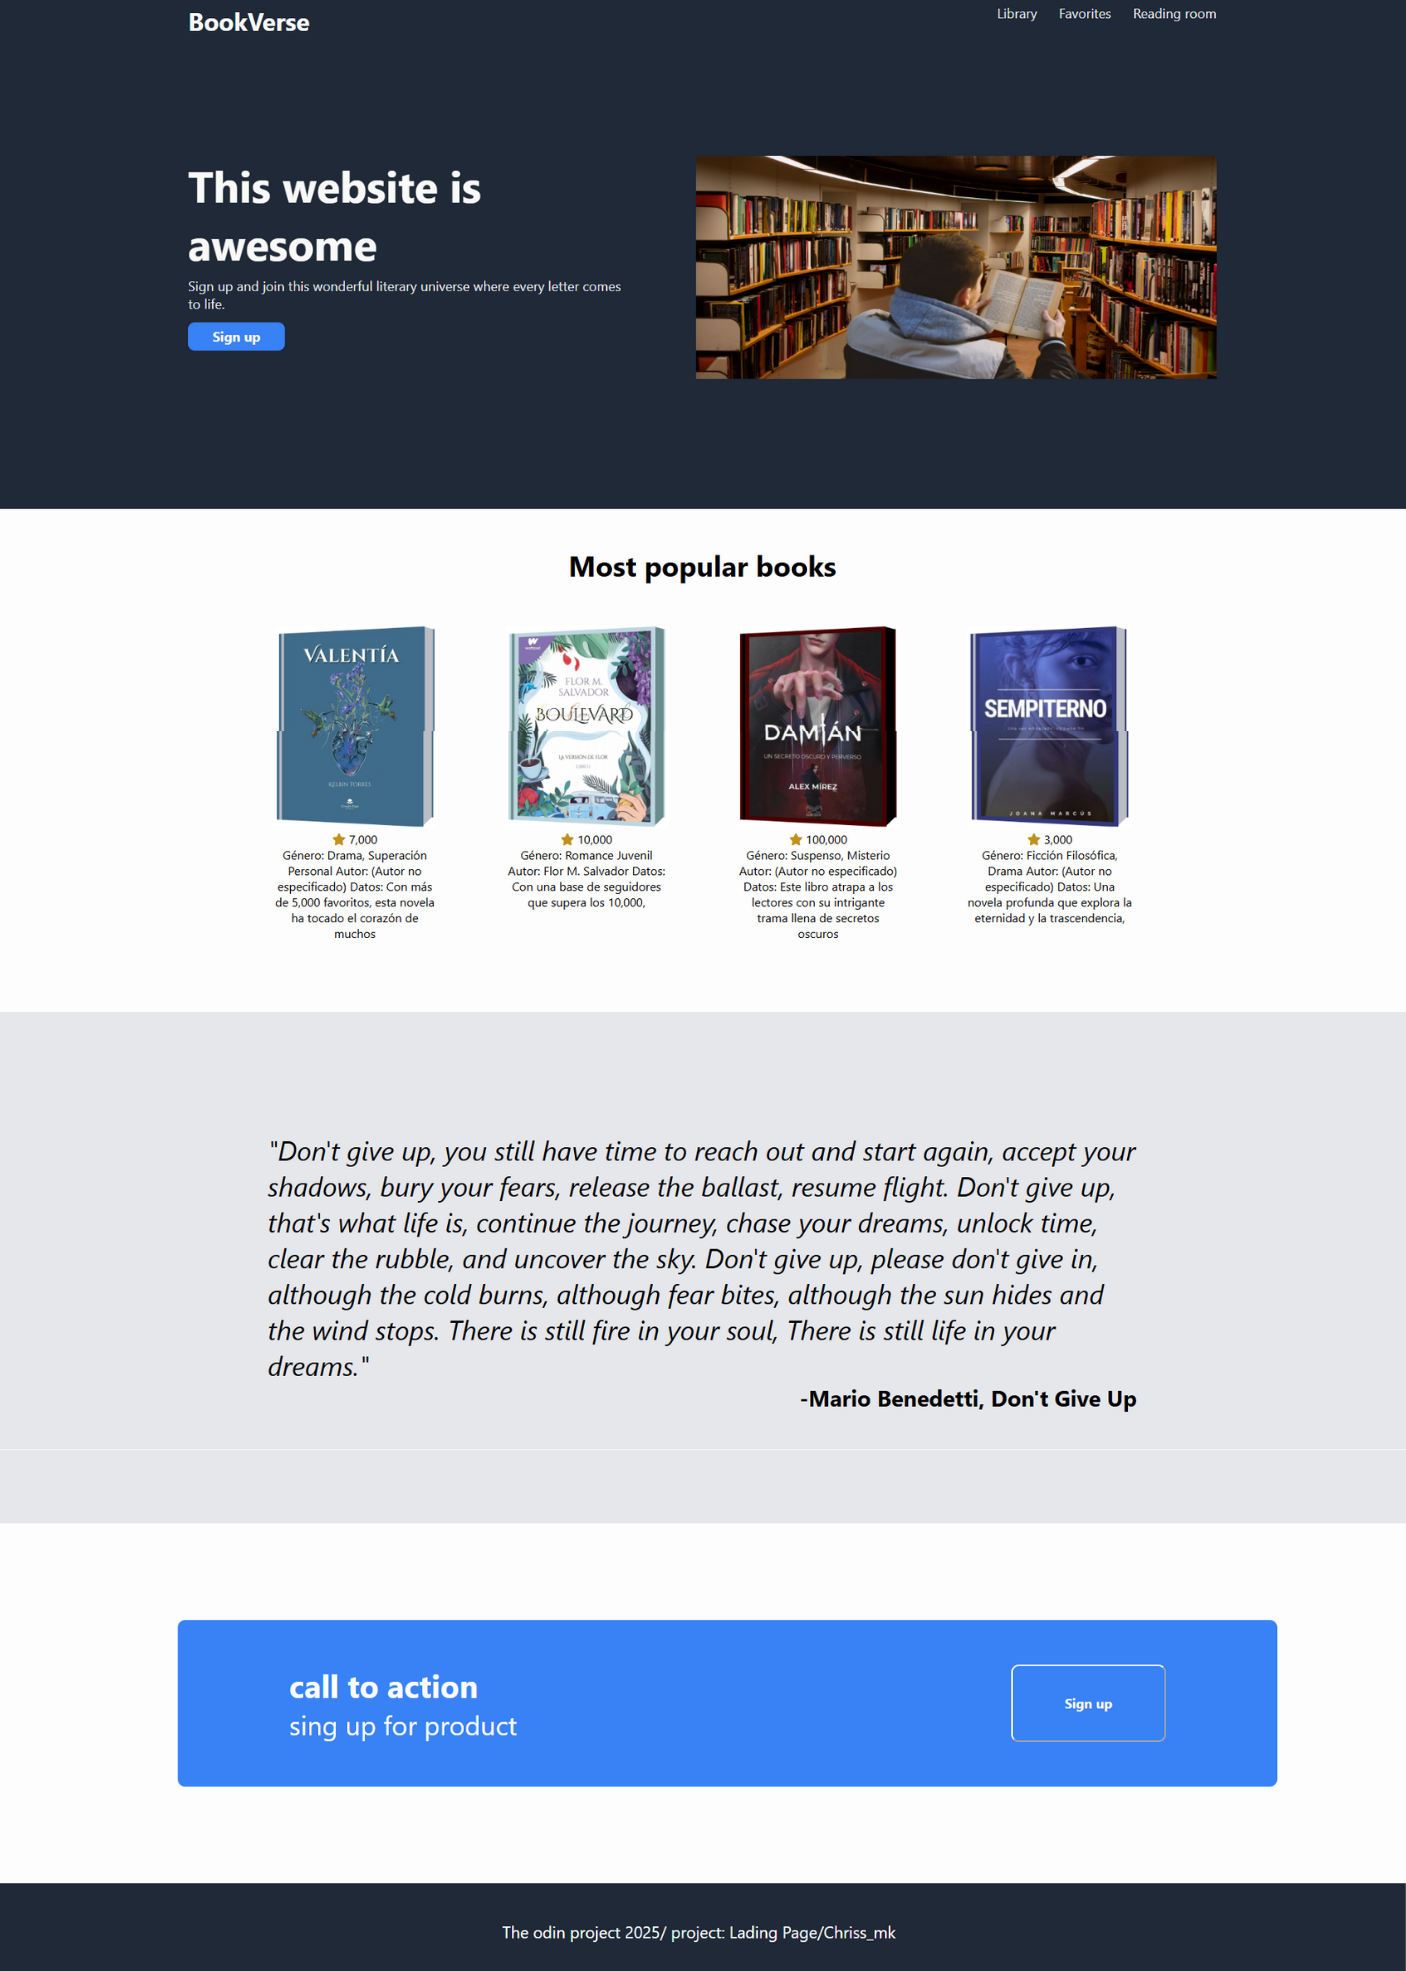 BookVerse
Library Favorites Reading room
This website is
awesome
Sign up and join this wonderful literary universe where every letter comes
to life.
Sign up
Most popular books
VALENTÍA
KELBIN TORRES
FLOR M.
SALVADOR
BOULEVARD
LA VERSIÓN DE FLOR
DAMIÁN
UN SECRETO OSCURO Y PERVERSO
ALEX MÍREZ
SEMPITERNO
JOANA MARCÚS
7,000
Género: Drama, Superación
Personal Autor: (Autor no
especificado) Datos: Con más
de 5,000 favoritos, esta novela
ha tocado el corazón de
muchos
10,000
Género: Romance Juvenil
Autor: Flor M. Salvador Datos:
Con una base de seguidores
que supera los 10,000,
100,000
Género: Suspenso, Misterio
Autor: (Autor no especificado)
Datos: Este libro atrapa a los
lectores con su intrigante
trama llena de secretos
oscuros
3,000
Género: Ficción Filosófica,
Drama Autor: (Autor no
especificado) Datos: Una
novela profunda que explora la
eternidad y la trascendencia,
"Don't give up, you still have time to reach out and start again, accept your
shadows, bury your fears, release the ballast, resume flight. Don't give up,
that's what life is, continue the journey, chase your dreams, unlock time,
clear the rubble, and uncover the sky. Don't give up, please don't give in,
although the cold burns, although fear bites, although the sun hides and
the wind stops. There is still fire in your soul, There is still life in your
dreams."
-Mario Benedetti, Don't Give Up
call to action
sing up for product
Sign up
The odin project 2025/ project: Lading Page/Chriss_mk